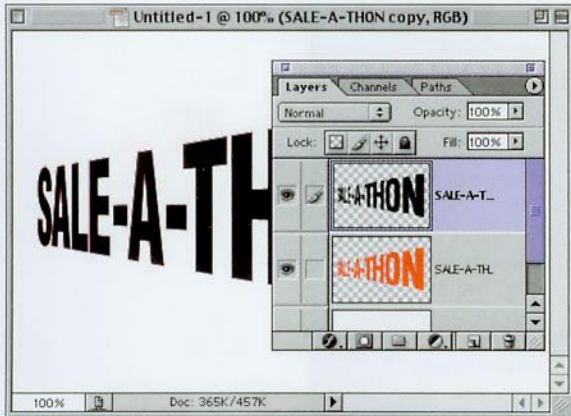 Untitled-1 @ 100% (SALE-A-THON copy, RGB)
Layers Channels Paths
Normal Opacity: 100%
Lock: Fill: 100%
SALE-A-THON SALE-A-T...
SALE-A-THON SALE-A-TH...
SALE-A-TH
100% Doc: 365K/457K